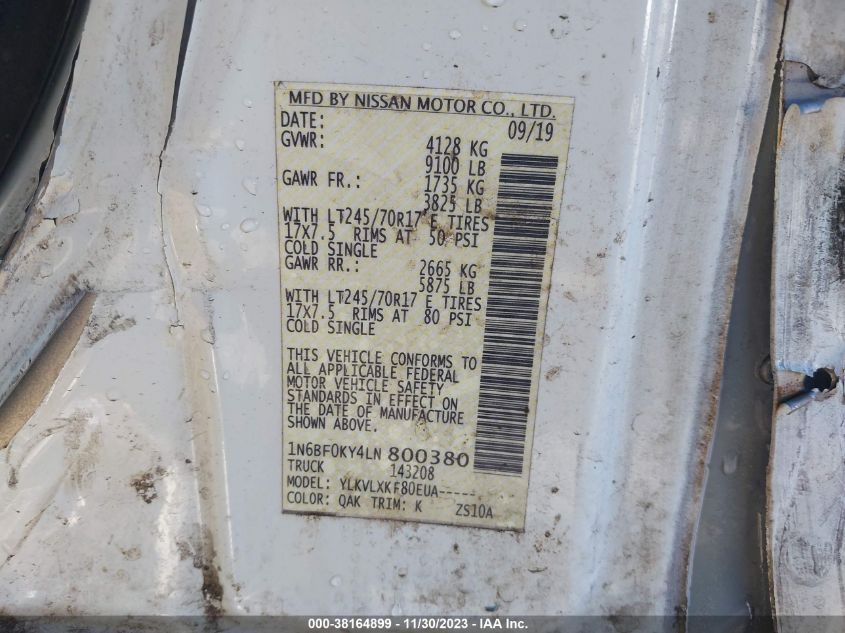 MFD BY NISSAN MOTOR CO., LTD.
DATE: 09/19
GVWR: 4128 KG
9100 LB
GAWR FR.: 1735 KG
3825 LB
WITH LT245/70R17 E TIRES
17X7.5 RIMS AT 50 PSI
COLD SINGLE
GAWR RR.: 2665 KG
5875 LB
WITH LT245/70R17 E TIRES
17X7.5 RIMS AT 80 PSI
COLD SINGLE
THIS VEHICLE CONFORMS TO
ALL APPLICABLE FEDERAL
MOTOR VEHICLE SAFETY
STANDARDS IN EFFECT ON
THE DATE OF MANUFACTURE
SHOWN ABOVE.
1N6BF0KY4LN 800380
TRUCK 143208
MODEL: YLKVLXKF80EUA-----
COLOR: QAK TRIM: K ZS10A
000-38164899 - 11/30/2023 - IAA Inc.